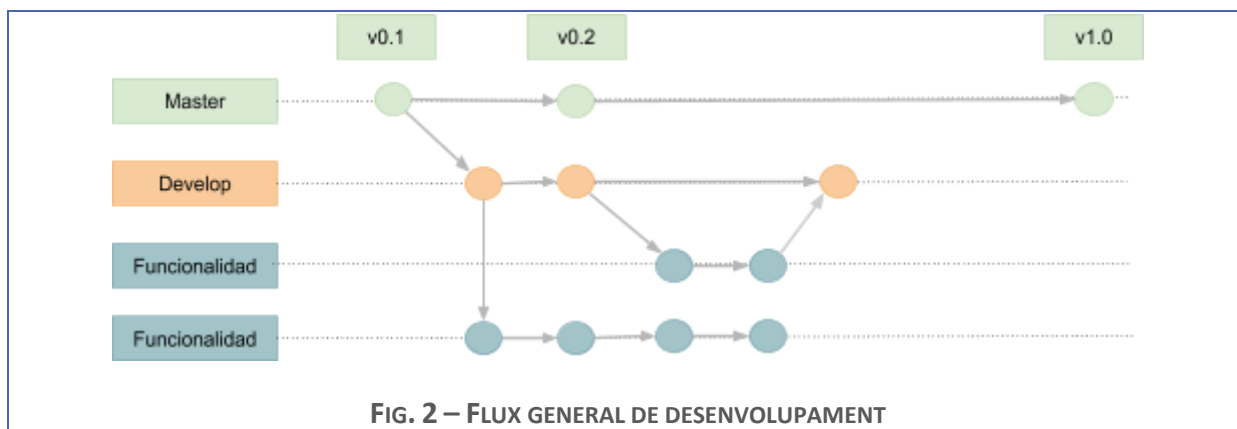 v0.1 v0.2 v1.0
Master
Develop
Funcionalidad
Funcionalidad
FIG. 2 – FLUX GENERAL DE DESENVOLUPAMENT